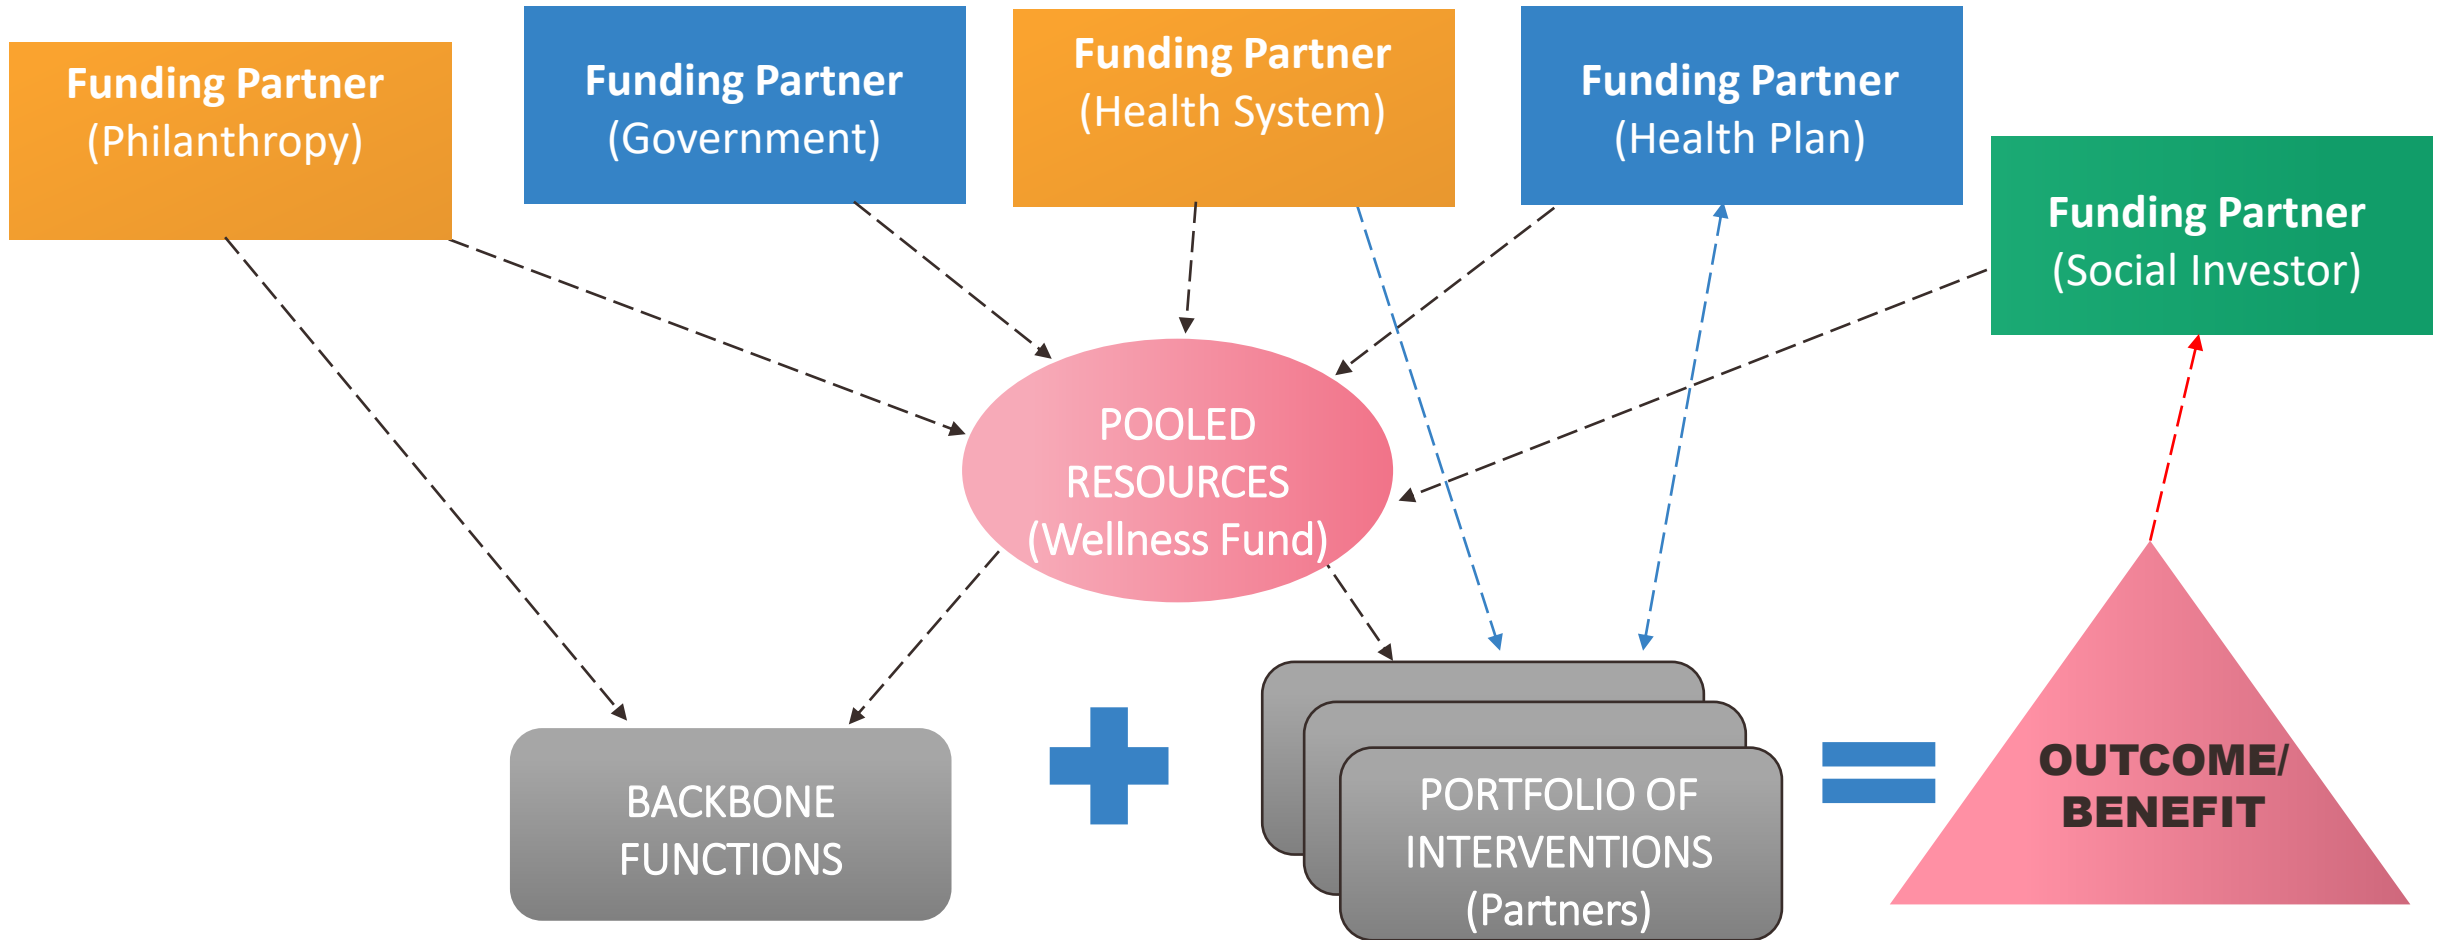 Funding Partner
(Philanthropy)
Funding Partner
(Government)
Funding Partner
(Health System)
Funding Partner
(Health Plan)
Funding Partner
(Social Investor)
POOLED
RESOURCES
(Wellness Fund)
BACKBONE
FUNCTIONS
PORTFOLIO OF
INTERVENTIONS
(Partners)
OUTCOME/
BENEFIT